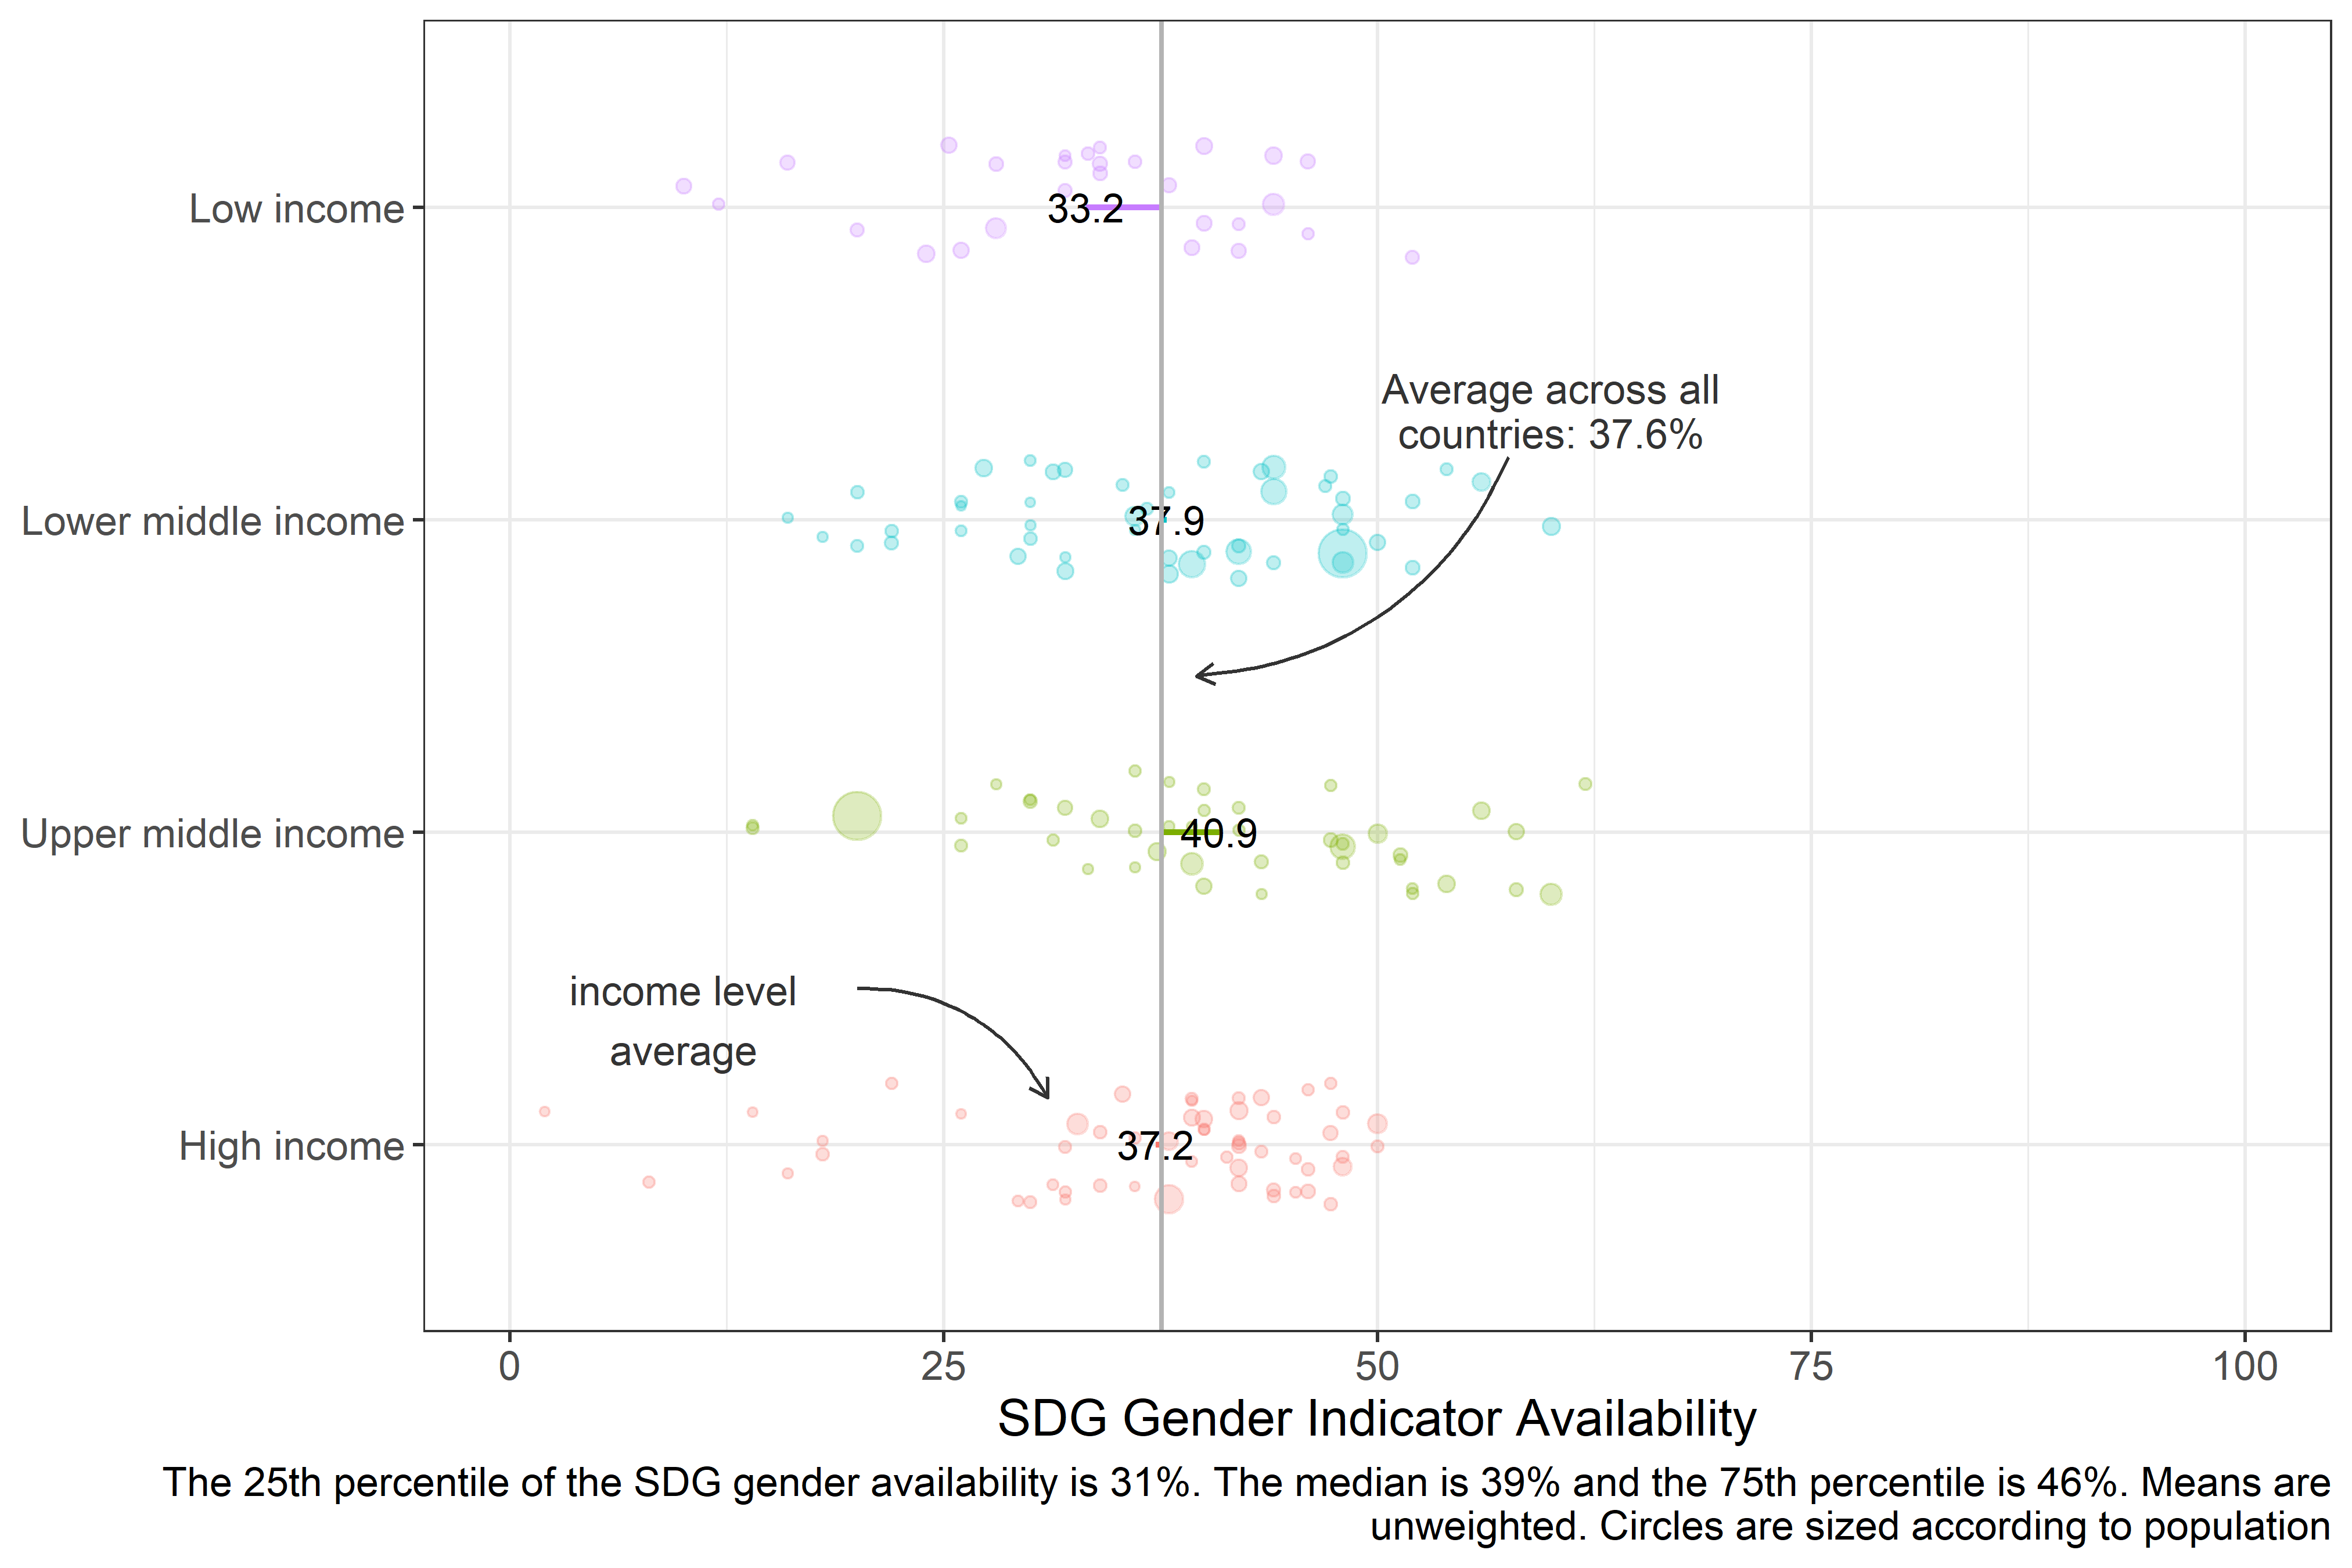 Low income
33.2
Average across all
countries: 37.6%
Lower middle income
37.9
Upper middle income
40.9
income level
average
High income
37.2
0 25 50 75 100
SDG Gender Indicator Availability
The 25th percentile of the SDG gender availability is 31%. The median is 39% and the 75th percentile is 46%. Means are
unweighted. Circles are sized according to population